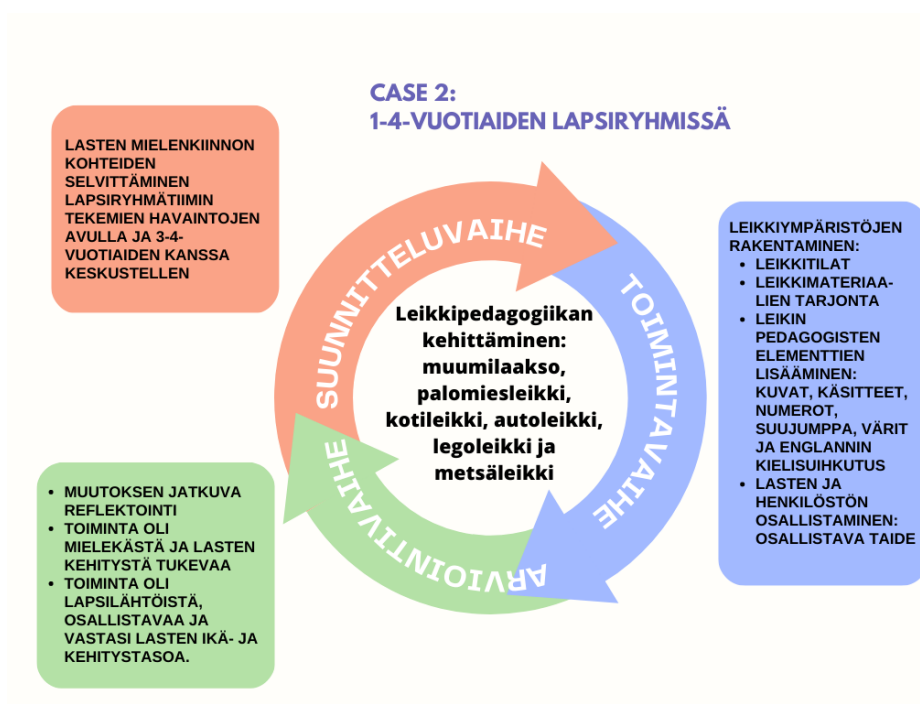 CASE 2:
1-4-VUOTIAIDEN LAPSIRYHMISSÄ
LASTEN MIELENKIINNON
KOHTEIDEN
SELVITTÄMINEN
LAPSIRYHMÄTIIMIN
TEKEMIEN HAVAINTOJEN
AVULLA JA 3-4-
VUOTIAIDEN KANSSA
KESKUSTELLEN
SUUNNITTELUVAIHE
TOIMINTAVAIHE
ARVIOINTIVAIHE
Leikkipedagogiikan
kehittäminen:
muumilaakso,
palomiesleikki,
kotileikki, autoleikki,
legoleikki ja
metsäleikki
LEIKKIYMPÄRISTÖJEN
RAKENTAMINEN:
• LEIKKITILAT
• LEIKKIMATERIAA-
LIEN TARJONTA
• LEIKIN
PEDAGOGISTEN
ELEMENTTIEN
LISÄÄMINEN:
KUVAT, KÄSITTEET,
NUMEROT,
SUUJUMPPA, VÄRIT
JA ENGLANNIN
KIELISUIHKUTUS
• LASTEN JA
HENKILÖSTÖN
OSALLISTAMINEN:
OSALLISTAVA TAIDE
• MUUTOKSEN JATKUVA
REFLEKTOINTI
• TOIMINTA OLI
MIELEKÄSTÄ JA LASTEN
KEHITYSTÄ TUKEVAA
• TOIMINTA OLI
LAPSILÄHTÖISTÄ,
OSALLISTAVAA JA
VASTASI LASTEN IKÄ- JA
KEHITYSTASOA.